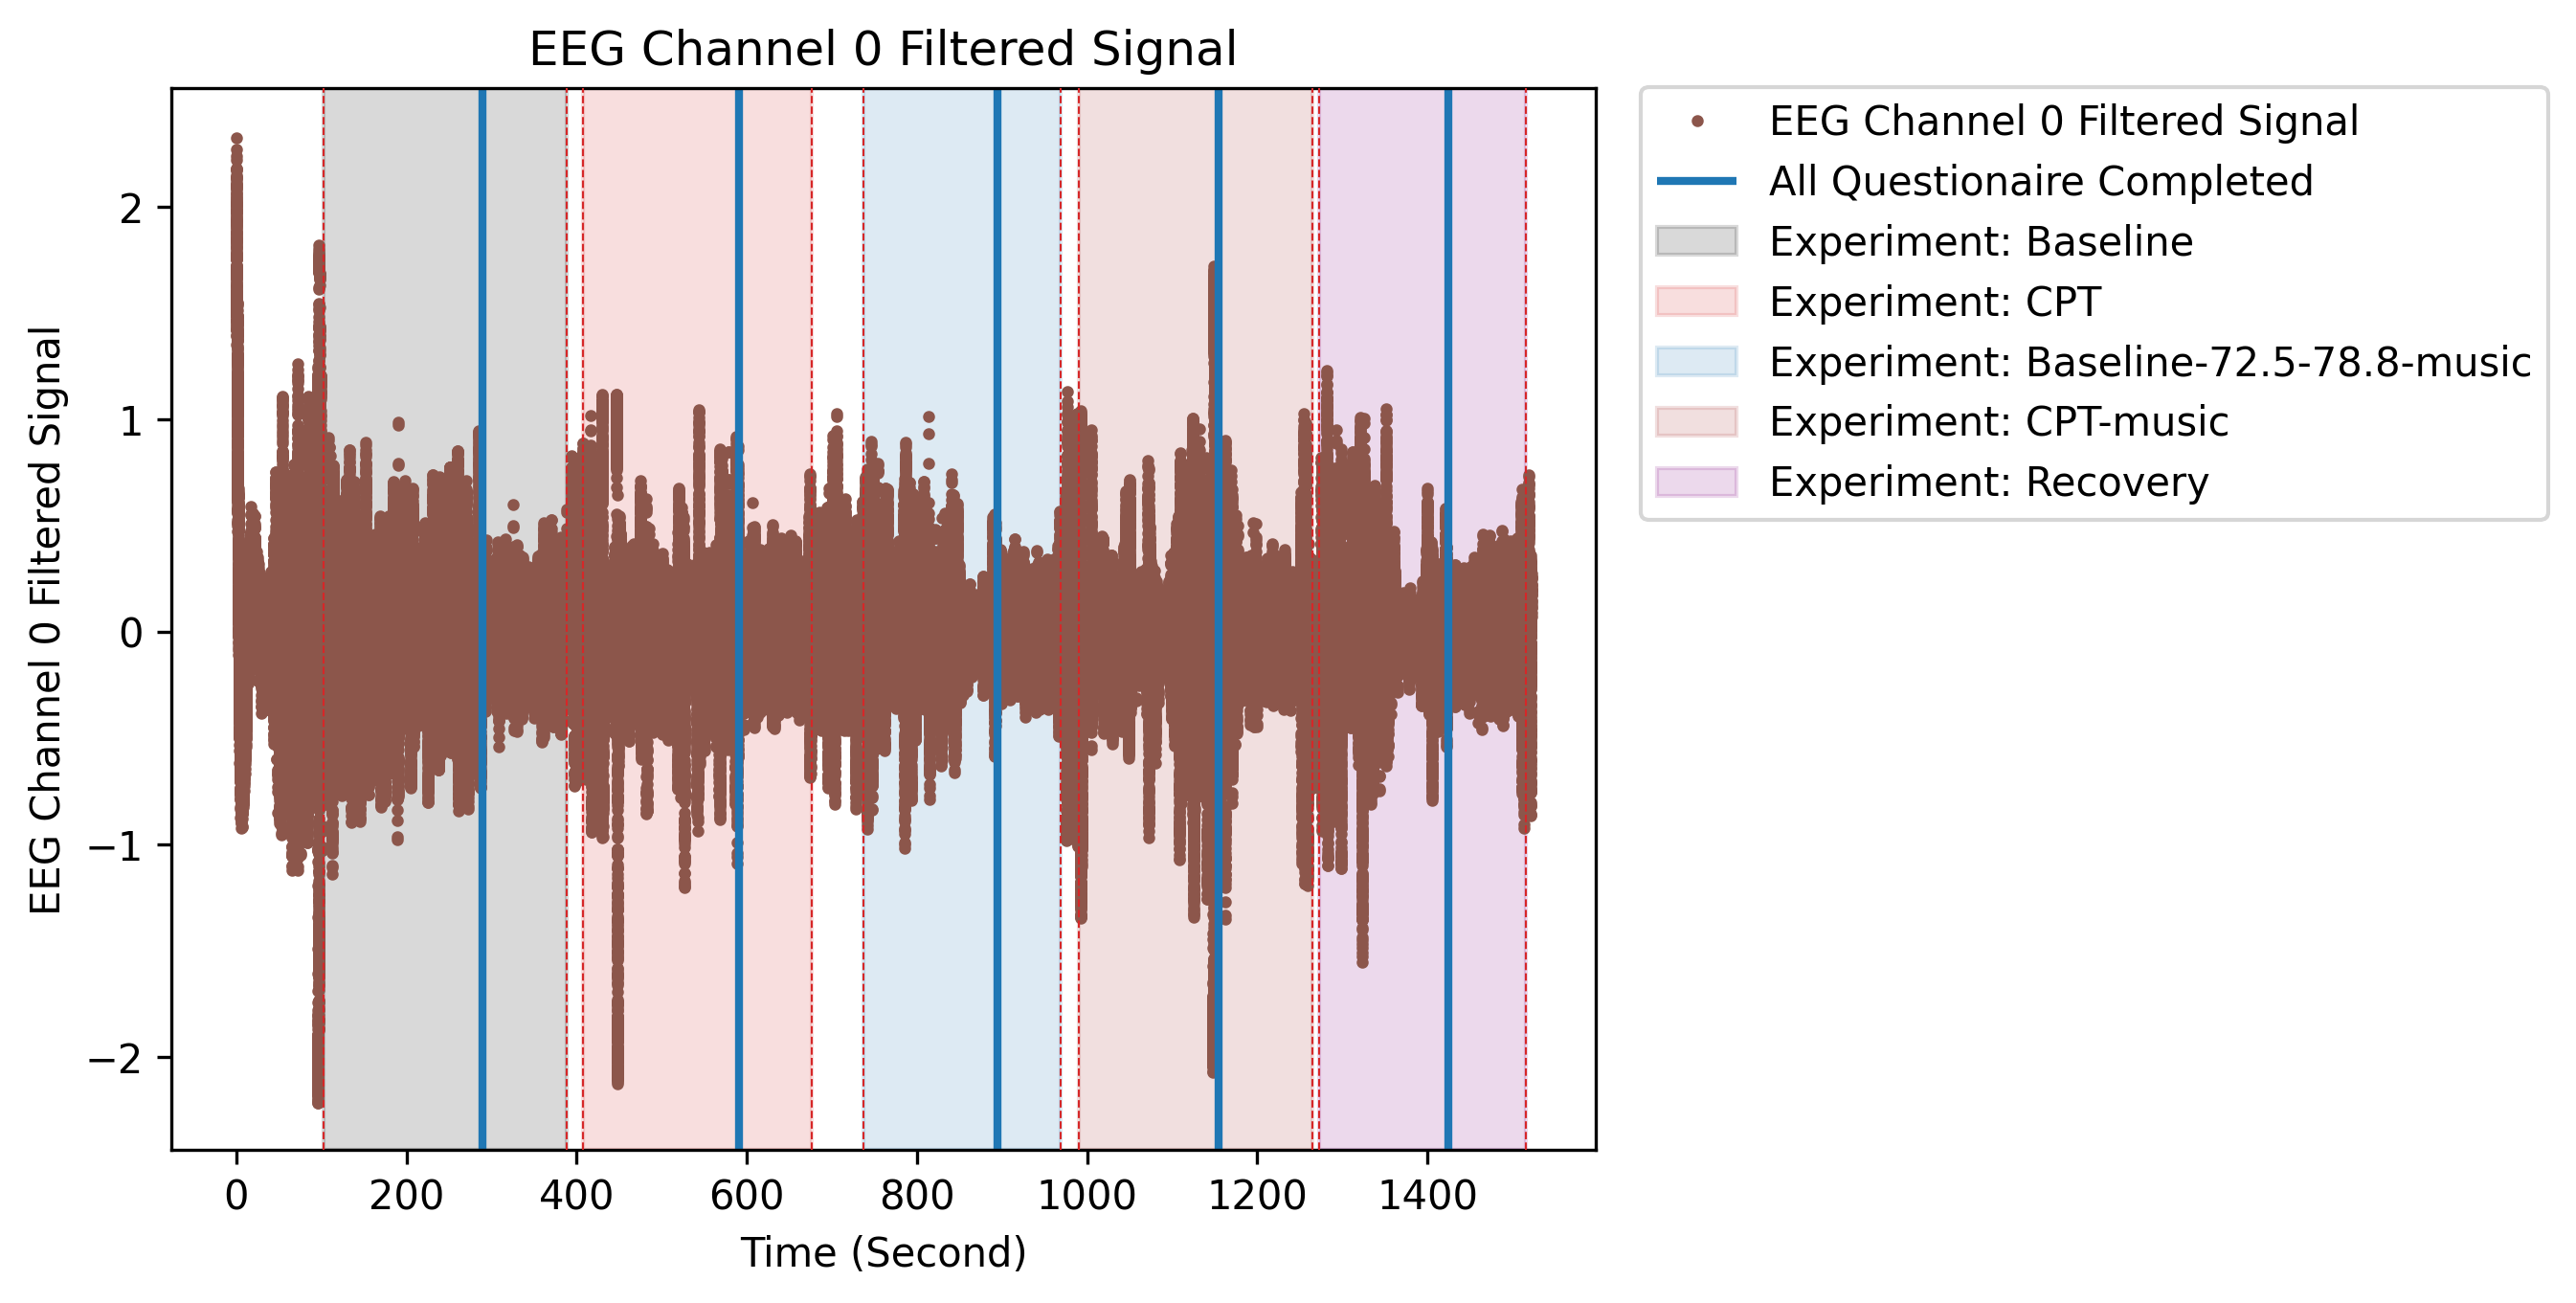 EEG Channel 0 Filtered Signal
EEG Channel 0 Filtered Signal
2
1
0
−1
−2
0 200 400 600 800 1000 1200 1400
Time (Second)
EEG Channel 0 Filtered Signal
All Questionaire Completed
Experiment: Baseline
Experiment: CPT
Experiment: Baseline-72.5-78.8-music
Experiment: CPT-music
Experiment: Recovery